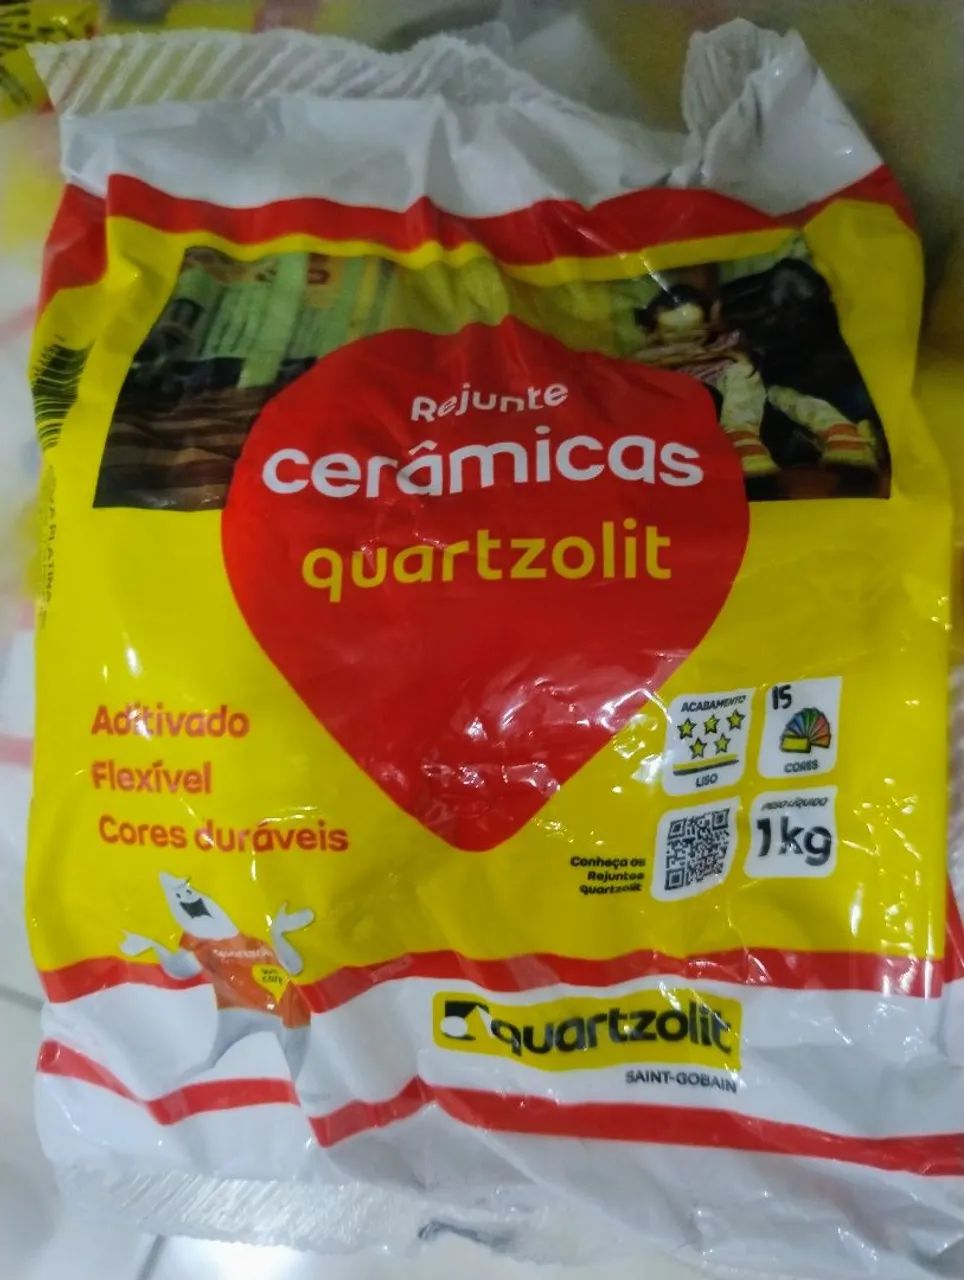 Rejunte
cerâmicas
quartzolit
Aditivado
Flexível
Cores duráveis
ACABAMENTO
LISO
15
CORES
Conheça os
Rejuntes
quartzolit
PESO LÍQUIDO
1kg
quartzolit
SAINT-GOBAIN